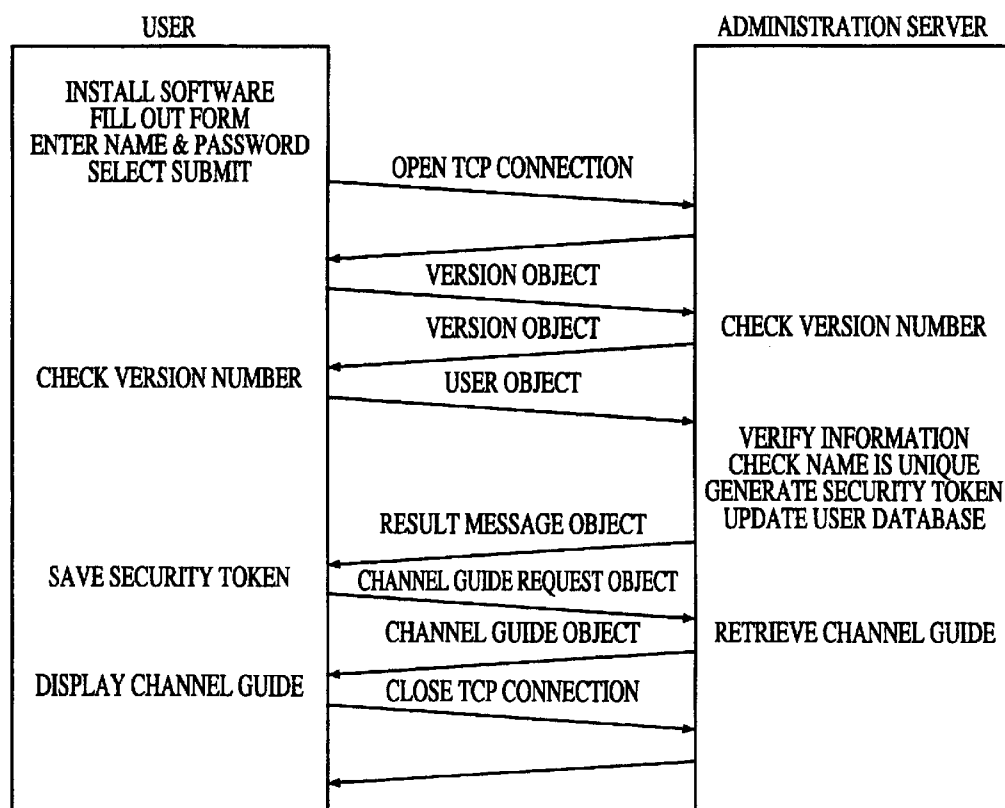 USER
ADMINISTRATION SERVER
INSTALL SOFTWARE
FILL OUT FORM
ENTER NAME & PASSWORD
SELECT SUBMIT
OPEN TCP CONNECTION
VERSION OBJECT
VERSION OBJECT
CHECK VERSION NUMBER
CHECK VERSION NUMBER
USER OBJECT
VERIFY INFORMATION
CHECK NAME IS UNIQUE
GENERATE SECURITY TOKEN
UPDATE USER DATABASE
RESULT MESSAGE OBJECT
SAVE SECURITY TOKEN
CHANNEL GUIDE REQUEST OBJECT
CHANNEL GUIDE OBJECT
RETRIEVE CHANNEL GUIDE
DISPLAY CHANNEL GUIDE
CLOSE TCP CONNECTION